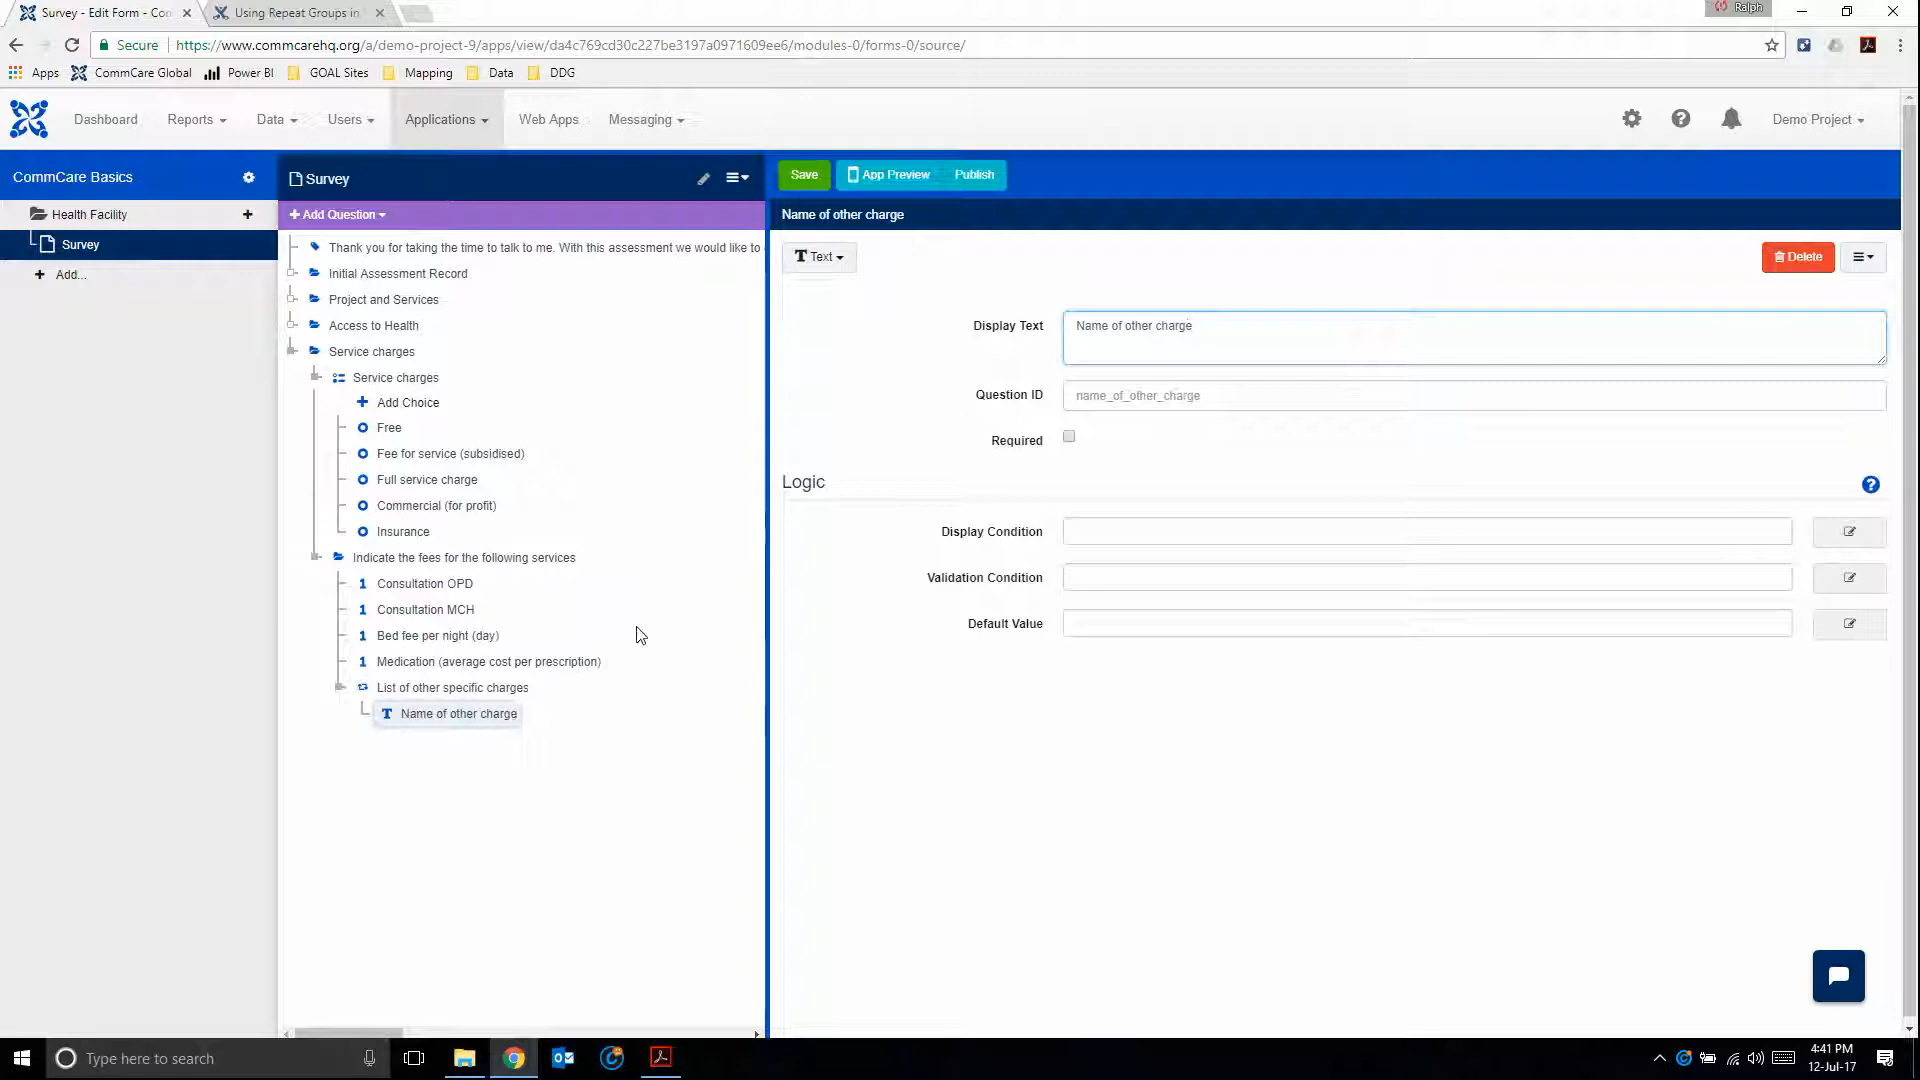 Survey - Edit Form - Co
Using Repeat Groups in
Ralph
Secure
https://www.commcarehq.org/a/demo-project-9/apps/view/da4c769cd30c227be3197a0971609ee6/modules-0/forms-0/source/
Apps
CommCare Global
Power BI
GOAL Sites
Mapping
Data
DDG
Dashboard
Reports
Data
Users
Applications
Web Apps
Messaging
Demo Project
CommCare Basics
Survey
Save
App Preview
Publish
Health Facility
+ Add Question
Name of other charge
Survey
Add...
Thank you for taking the time to talk to me. With this assessment we would like to
Initial Assessment Record
Project and Services
Access to Health
Service charges
Service charges
Add Choice
Free
Fee for service (subsidised)
Full service charge
Commercial (for profit)
Insurance
Indicate the fees for the following services
1 Consultation OPD
1 Consultation MCH
1 Bed fee per night (day)
1 Medication (average cost per prescription)
List of other specific charges
T Name of other charge
T Text
Delete
Display Text
Name of other charge
Question ID
name_of_other_charge
Required
Logic
?
Display Condition
Validation Condition
Default Value
Type here to search
4:41 PM
12-Jul-17